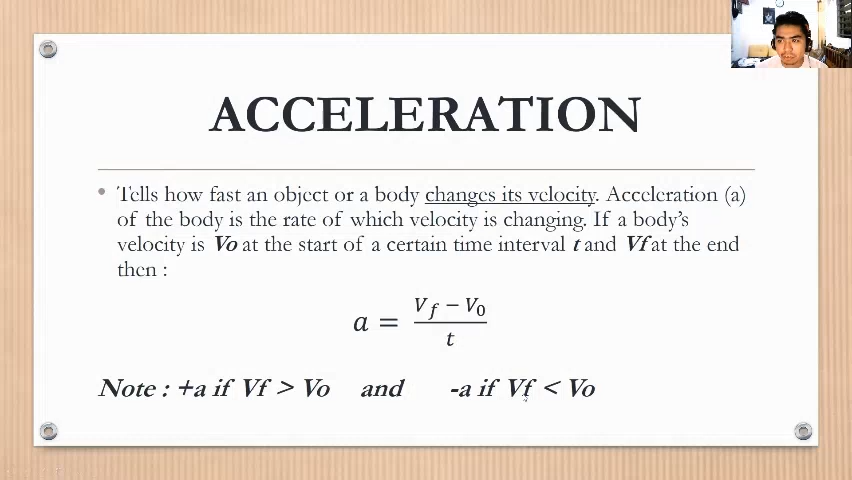 ACCELERATION
• Tells how fast an object or a body changes its velocity. Acceleration (a)
of the body is the rate of which velocity is changing. If a body's
velocity is Vo at the start of a certain time interval t and Vf at the end
then :
a = (V_f − V_0) / t
Note : +a if Vf > Vo and -a if Vf < Vo